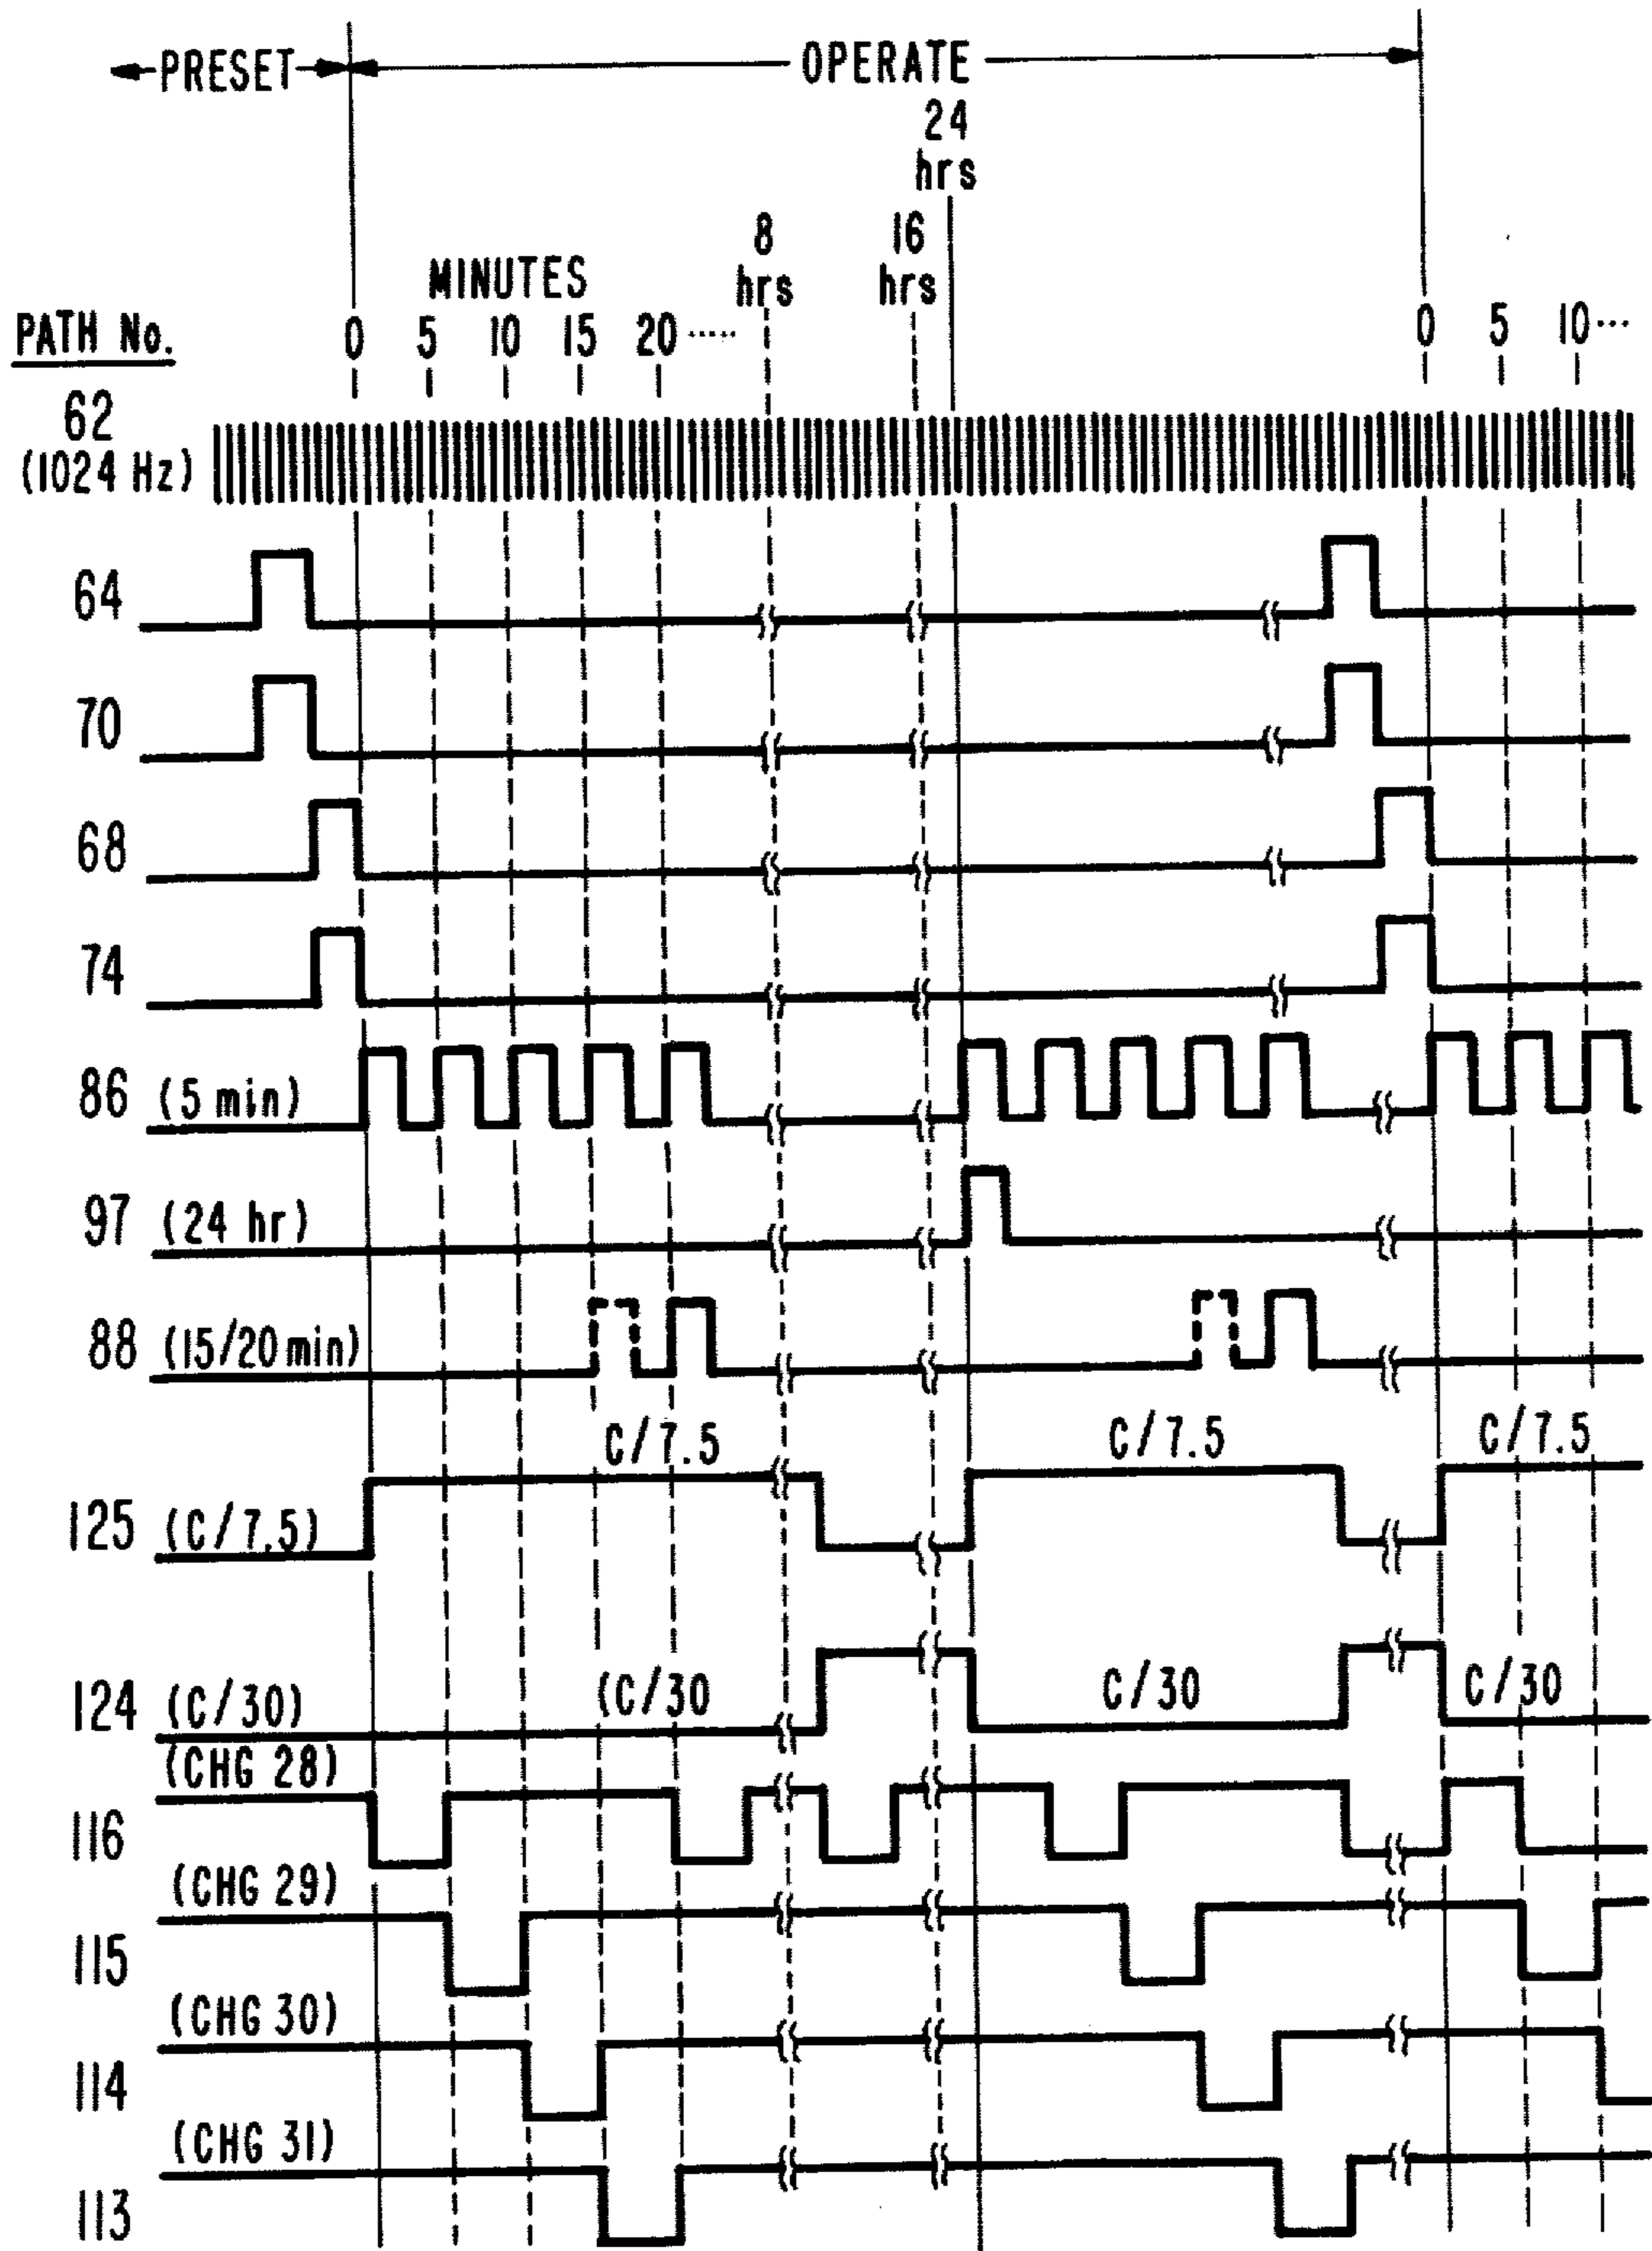 PRESET OPERATE
24
hrs
8 16
hrs hrs
MINUTES
PATH No. 0 5 10 15 20 ..... 0 5 10...
62
(1024 Hz)
64
70
68
74
86 (5 min)
97 (24 hr)
88 (15/20 min)
C/7.5 C/7.5 C/7.5
125 (C/7.5)
124 (C/30) (C/30 C/30 C/30
(CHG 28)
116
(CHG 29)
115
(CHG 30)
114
(CHG 31)
113